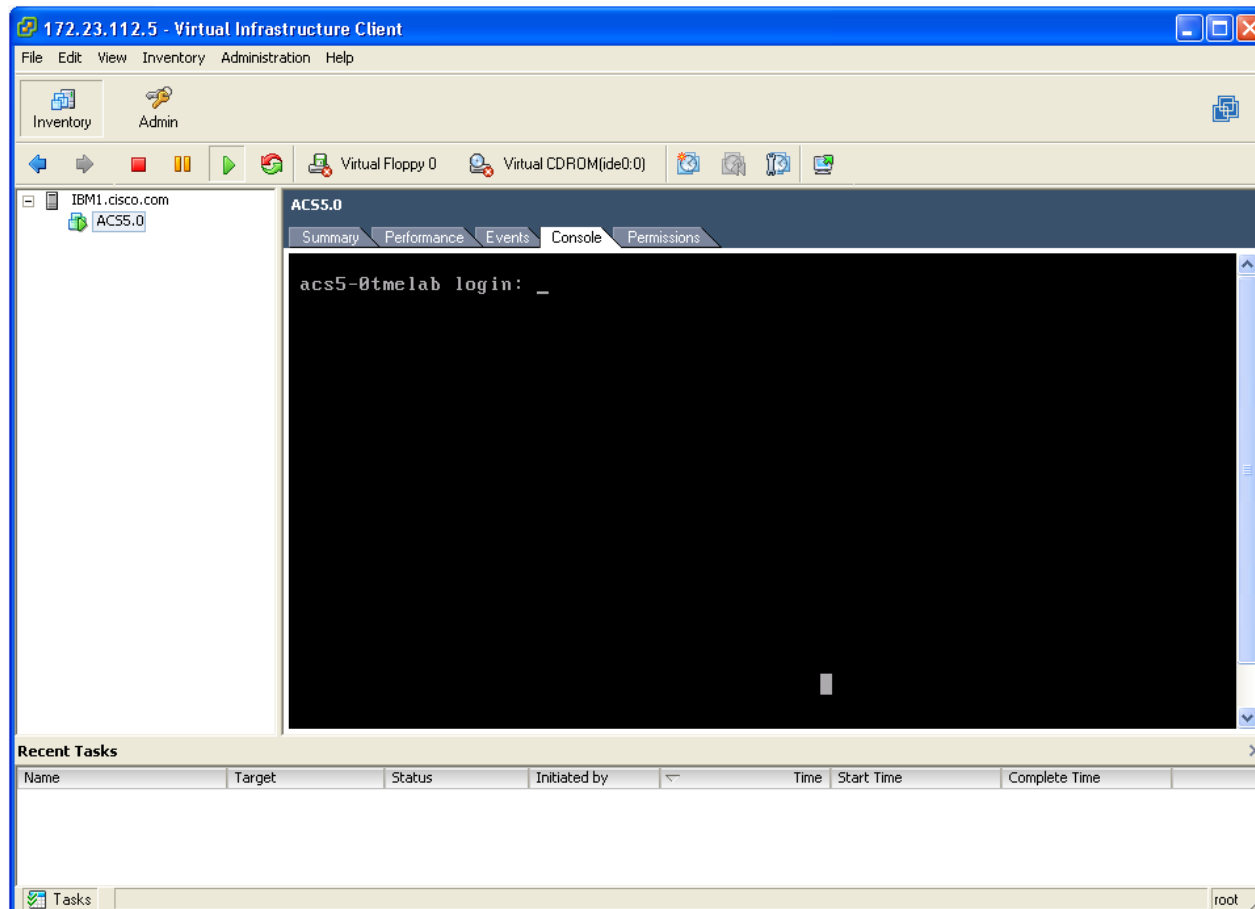 172.23.112.5 - Virtual Infrastructure Client
File Edit View Inventory Administration Help
Inventory Admin
Virtual Floppy 0 Virtual CDROM(ide0:0)
IBM1.cisco.com
ACS5.0
ACS5.0
Summary Performance Events Console Permissions
acs5-0tmelab login: _
Recent Tasks
Name Target Status Initiated by Time Start Time Complete Time
Tasks root